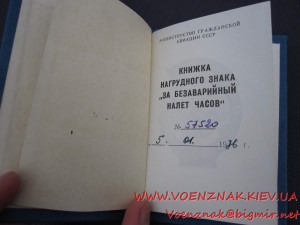 МИНИСТЕРСТВО ГРАЖДАНСКОЙ
АВИАЦИИ СССР
КНИЖКА
НАГРУДНОГО ЗНАКА
„ЗА БЕЗАВАРИЙНЫЙ
НАЛЕТ ЧАСОВ"
№ 57520
5. 01. 1976 г.
WWW.VOENZNAK.KIEV.UA
Voenznak@bigmir.net